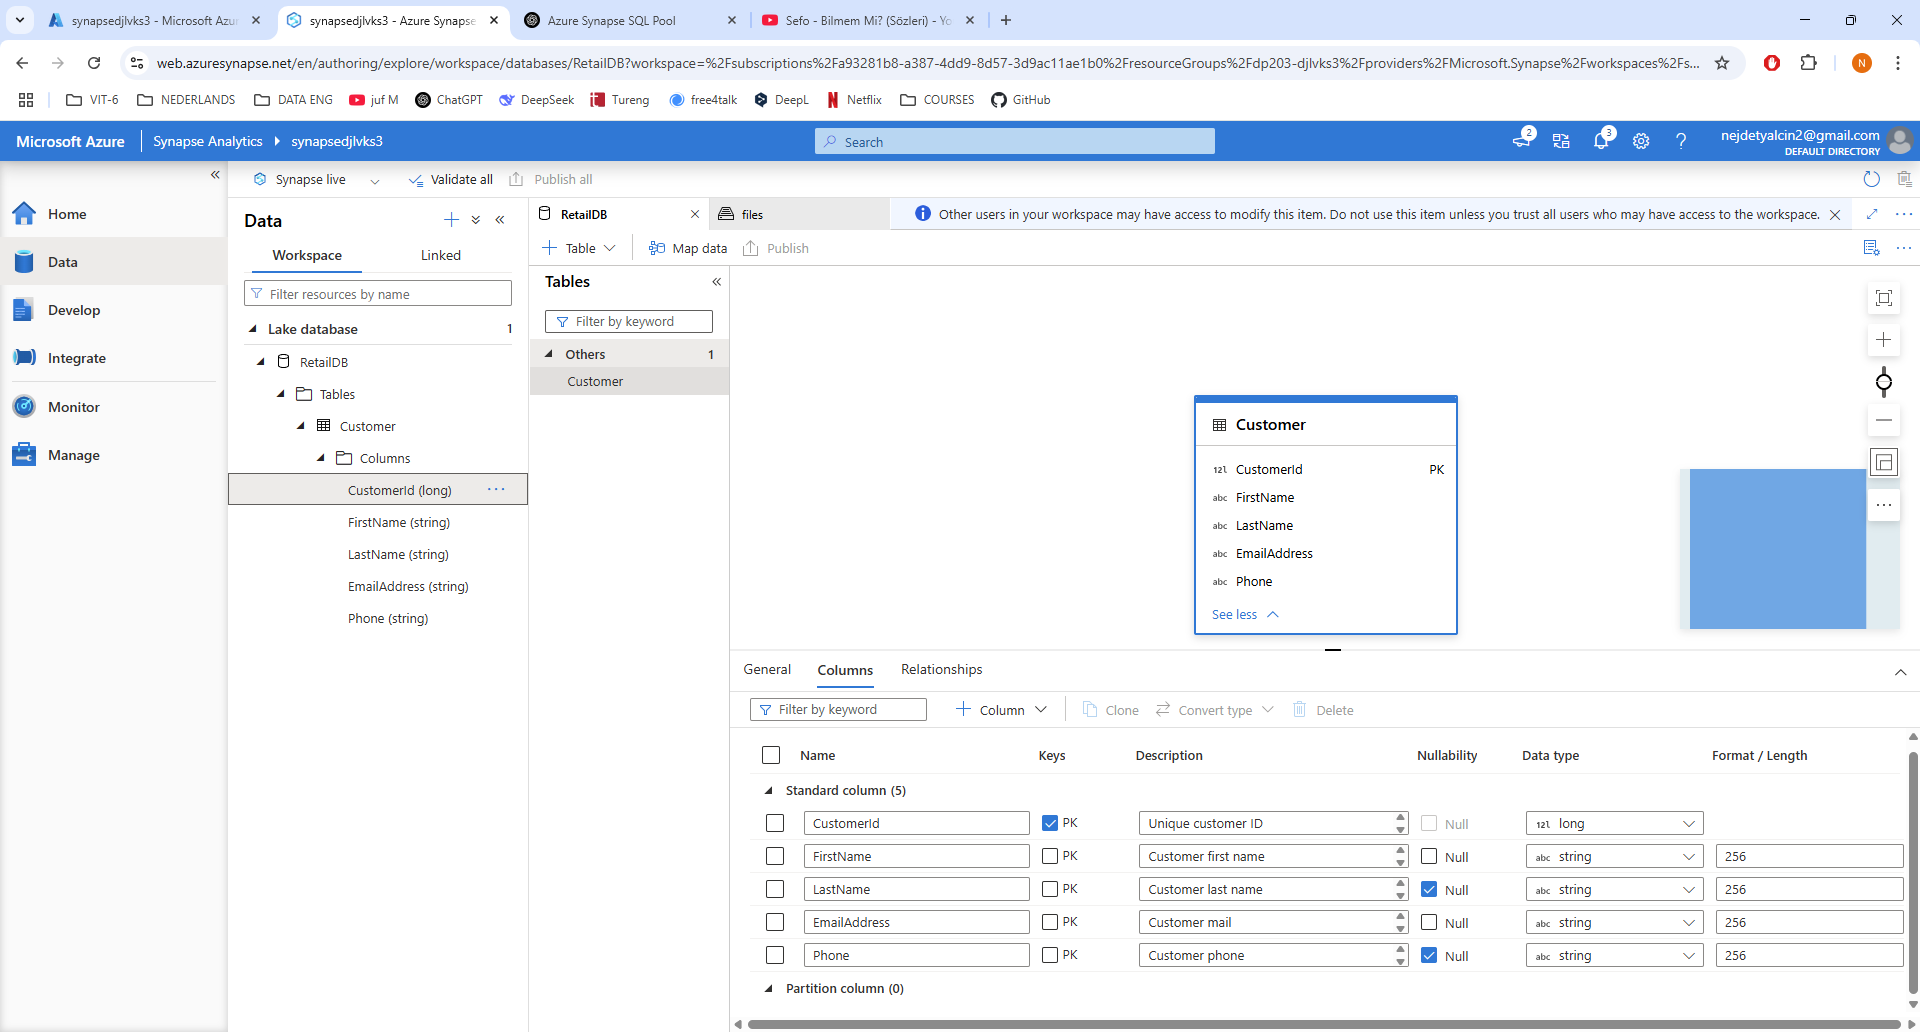 synapsedjlvks3 - Microsoft Azu
synapsedjlvks3 - Azure Synapse
Azure Synapse SQL Pool
Sefo - Bilmem Mi? (Sözleri) - Yo
web.azuresynapse.net/en/authoring/explore/workspace/databases/RetailDB?workspace=%2Fsubscriptions%2Fa93281b8-a387-4dd9-8d57-3d9ac11ae1b0%2FresourceGroups%2Fdp203-djlvks3%2Fproviders%2FMicrosoft.Synapse%2Fworkspaces%2Fs...
N
VIT-6
NEDERLANDS
DATA ENG
juf M
ChatGPT
DeepSeek
Tureng
free4talk
DeepL
Netflix
COURSES
GitHub
Microsoft Azure
Synapse Analytics
synapsedjlvks3
Search
2
3
nejdetyalcin2@gmail.com
DEFAULT DIRECTORY
Synapse live
Validate all
Publish all
Home
Data
Develop
Integrate
Monitor
Manage
Data
Workspace
Linked
Filter resources by name
Lake database 1
RetailDB
Tables
Customer
Columns
CustomerId (long)
FirstName (string)
LastName (string)
EmailAddress (string)
Phone (string)
RetailDB
files
Other users in your workspace may have access to modify this item. Do not use this item unless you trust all users who may have access to the workspace.
Table
Map data
Publish
Tables
Filter by keyword
Others 1
Customer
Customer
12l CustomerId PK
abc FirstName
abc LastName
abc EmailAddress
abc Phone
See less
General
Columns
Relationships
Filter by keyword
Column
Clone
Convert type
Delete
Name Keys Description Nullability Data type Format / Length
Standard column (5)
CustomerId PK Unique customer ID Null 12l long
FirstName PK Customer first name Null abc string 256
LastName PK Customer last name Null abc string 256
EmailAddress PK Customer mail Null abc string 256
Phone PK Customer phone Null abc string 256
Partition column (0)